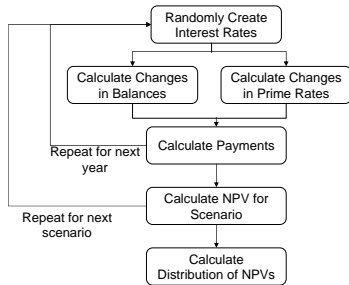 Randomly Create
Interest Rates
Calculate Changes
in Balances
Calculate Changes
in Prime Rates
Calculate Payments
Repeat for next
year
Calculate NPV for
Scenario
Repeat for next
scenario
Calculate
Distribution of NPVs